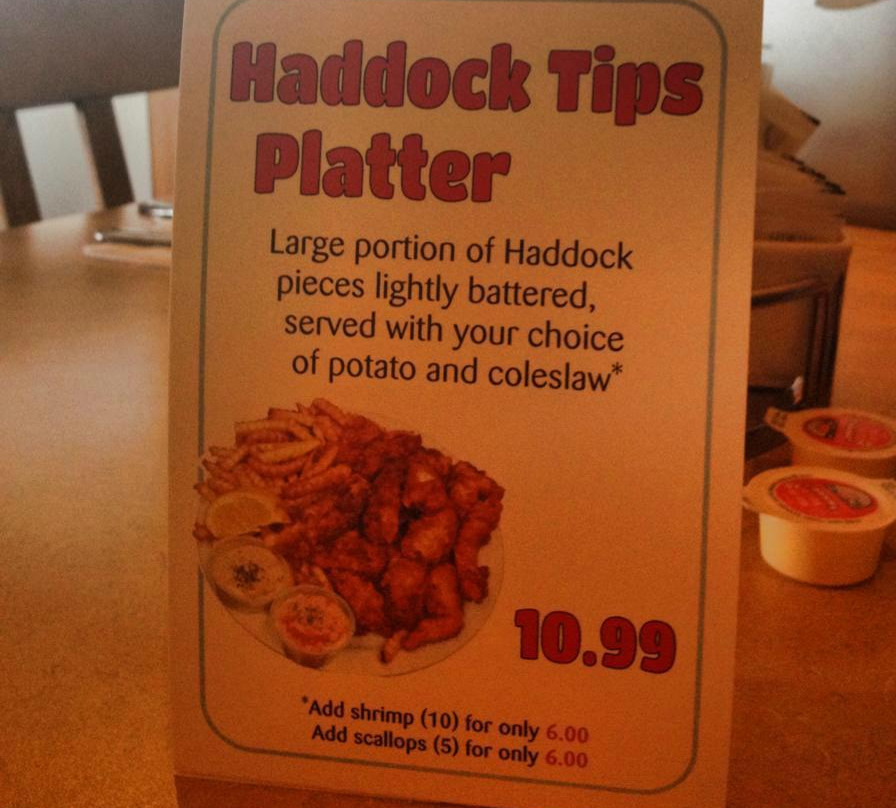 Haddock Tips
Platter
Large portion of Haddock
pieces lightly battered,
served with your choice
of potato and coleslaw*
10.99
*Add shrimp (10) for only 6.00
Add scallops (5) for only 6.00